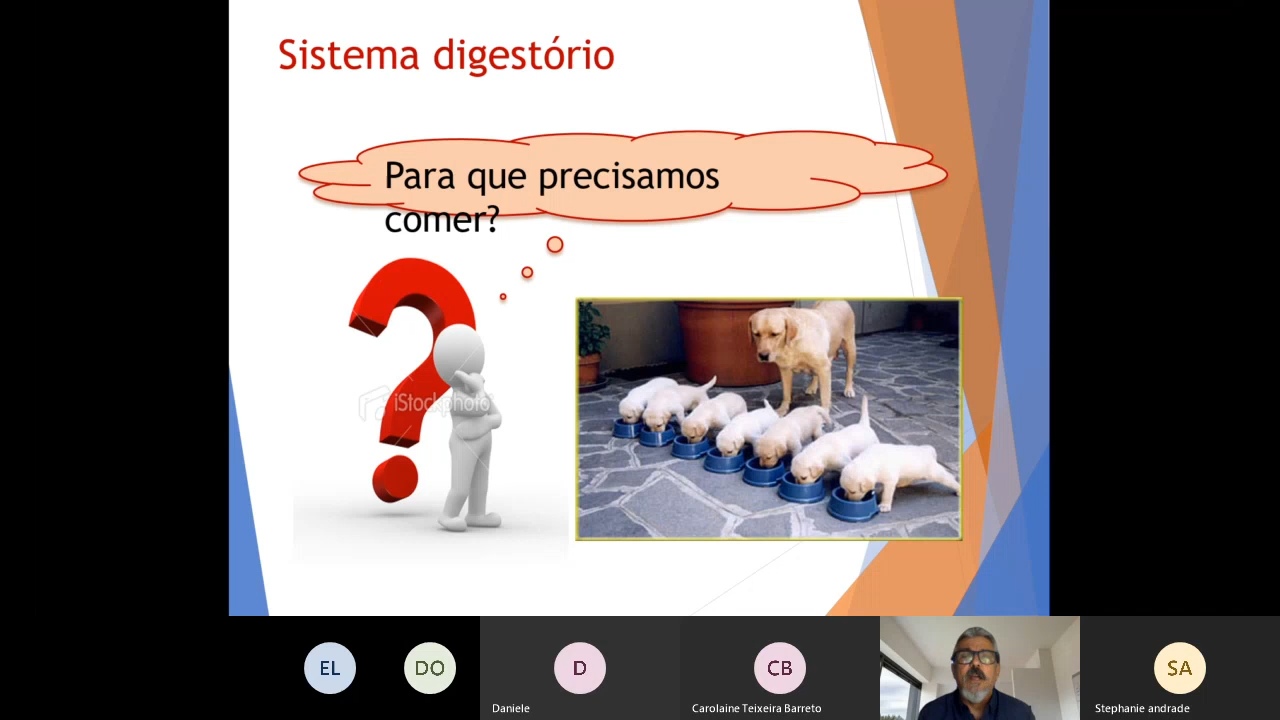 Sistema digestório
Para que precisamos
comer?
iStockphoto
EL
DO
D
CB
SA
Daniele
Carolaine Teixeira Barreto
Stephanie andrade